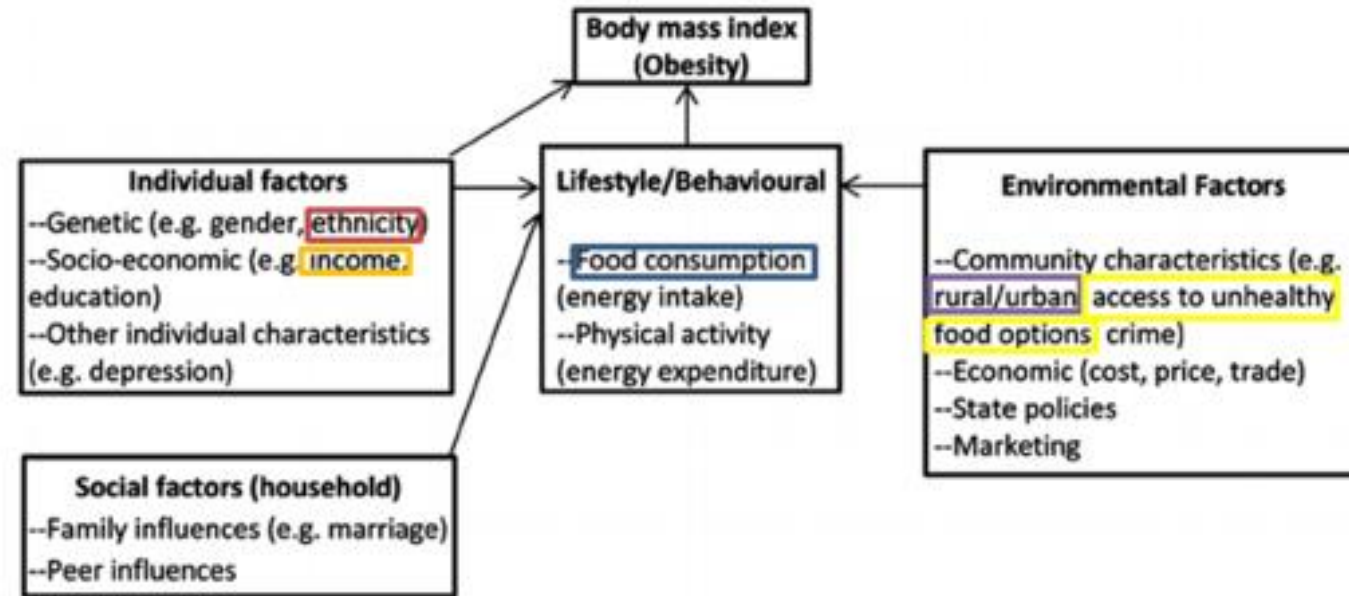 Body mass index
(Obesity)
Individual factors
--Genetic (e.g. gender, ethnicity)
--Socio-economic (e.g. income.
education)
--Other individual characteristics
(e.g. depression)
Lifestyle/Behavioural
--Food consumption
(energy intake)
--Physical activity
(energy expenditure)
Environmental Factors
--Community characteristics (e.g.
rural/urban access to unhealthy
food options crime)
--Economic (cost, price, trade)
--State policies
--Marketing
Social factors (household)
--Family influences (e.g. marriage)
--Peer influences